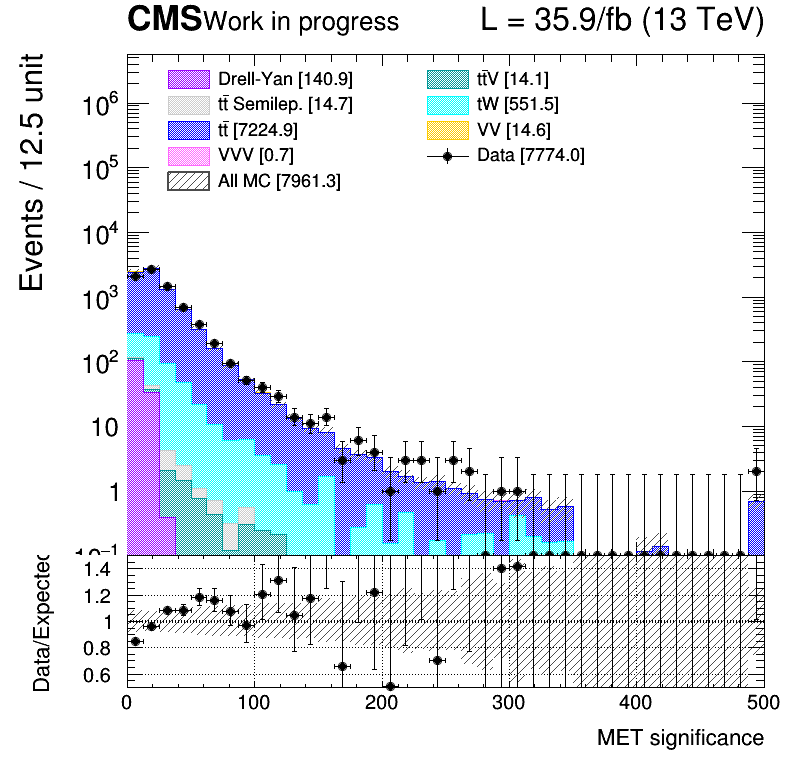 CMS Work in progress L = 35.9/fb (13 TeV)
Drell-Yan [140.9] tt̄V [14.1]
tt̄ Semilep. [14.7] tW [551.5]
tt̄ [7224.9] VV [14.6]
VVV [0.7] Data [7774.0]
All MC [7961.3]
Events / 12.5 unit
10⁶
10⁵
10⁴
10³
10²
10
1
10⁻¹
Data/Expected
1.4
1.2
1
0.8
0.6
0 100 200 300 400 500
MET significance